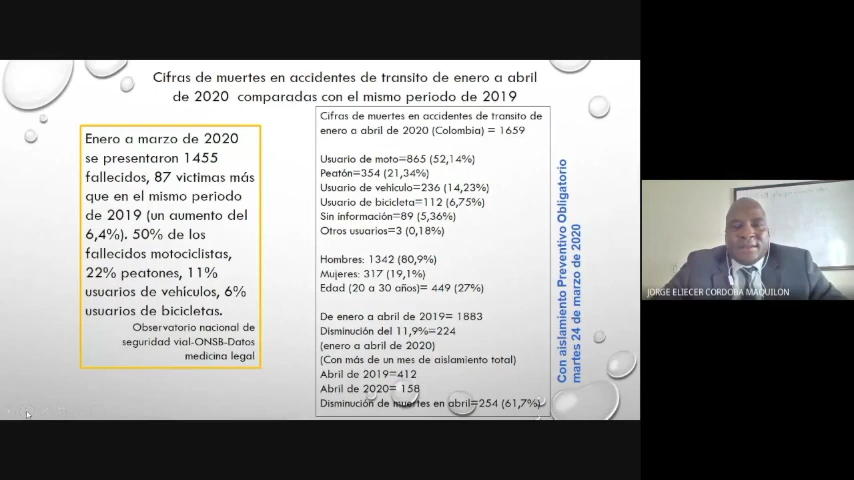 Cifras de muertes en accidentes de transito de enero a abril
de 2020 comparadas con el mismo periodo de 2019
Enero a marzo de 2020
se presentaron 1455
fallecidos, 87 victimas más
que en el mismo periodo
de 2019 (un aumento del
6,4%). 50% de los
fallecidos motociclistas,
22% peatones, 11%
usuarios de vehículos, 6%
usuarios de bicicletas.
Observatorio nacional de
seguridad vial-ONSB-Datos
medicina legal
Cifras de muertes en accidentes de transito de
enero a abril de 2020 (Colombia) = 1659
Usuario de moto=865 (52,14%)
Peatón=354 (21,34%)
Usuario de vehiculo=236 (14,23%)
Usuario de bicicleta=112 (6,75%)
Sin información=89 (5,36%)
Otros usuarios=3 (0,18%)
Hombres: 1342 (80,9%)
Mujeres: 317 (19,1%)
Edad (20 a 30 años)= 449 (27%)
De enero a abril de 2019= 1883
Disminución del 11,9%=224
(enero a abril de 2020)
(Con más de un mes de aislamiento total)
Abril de 2019=412
Abril de 2020= 158
Disminución de muertes en abril=254 (61,7%)
Con aislamiento Preventivo Obligatorio
martes 24 de marzo de 2020
JORGE ELIECER CORDOBA MAQUILON